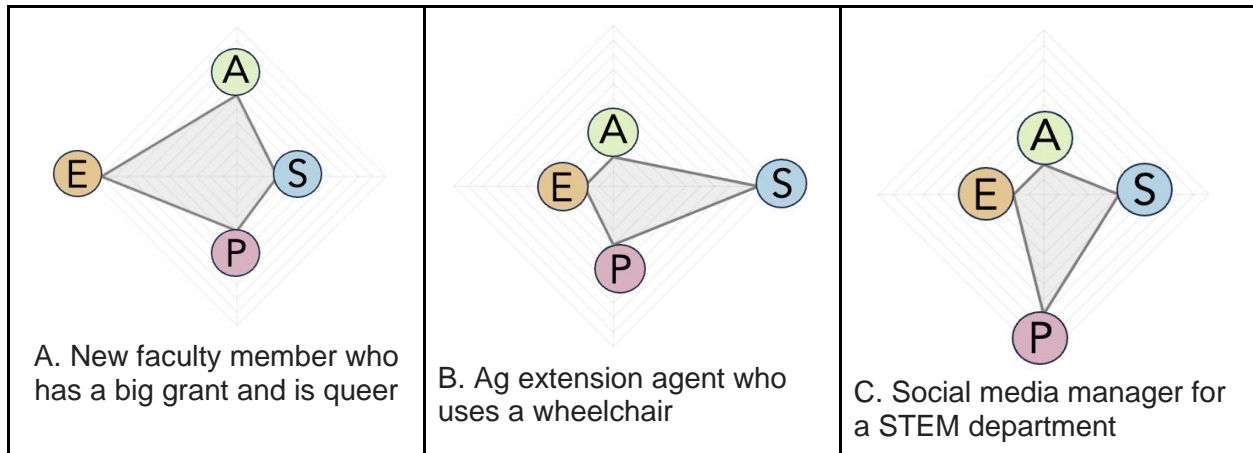 A
E
S
P
A. New faculty member who
has a big grant and is queer
A
E
S
P
B. Ag extension agent who
uses a wheelchair
A
E
S
P
C. Social media manager for
a STEM department